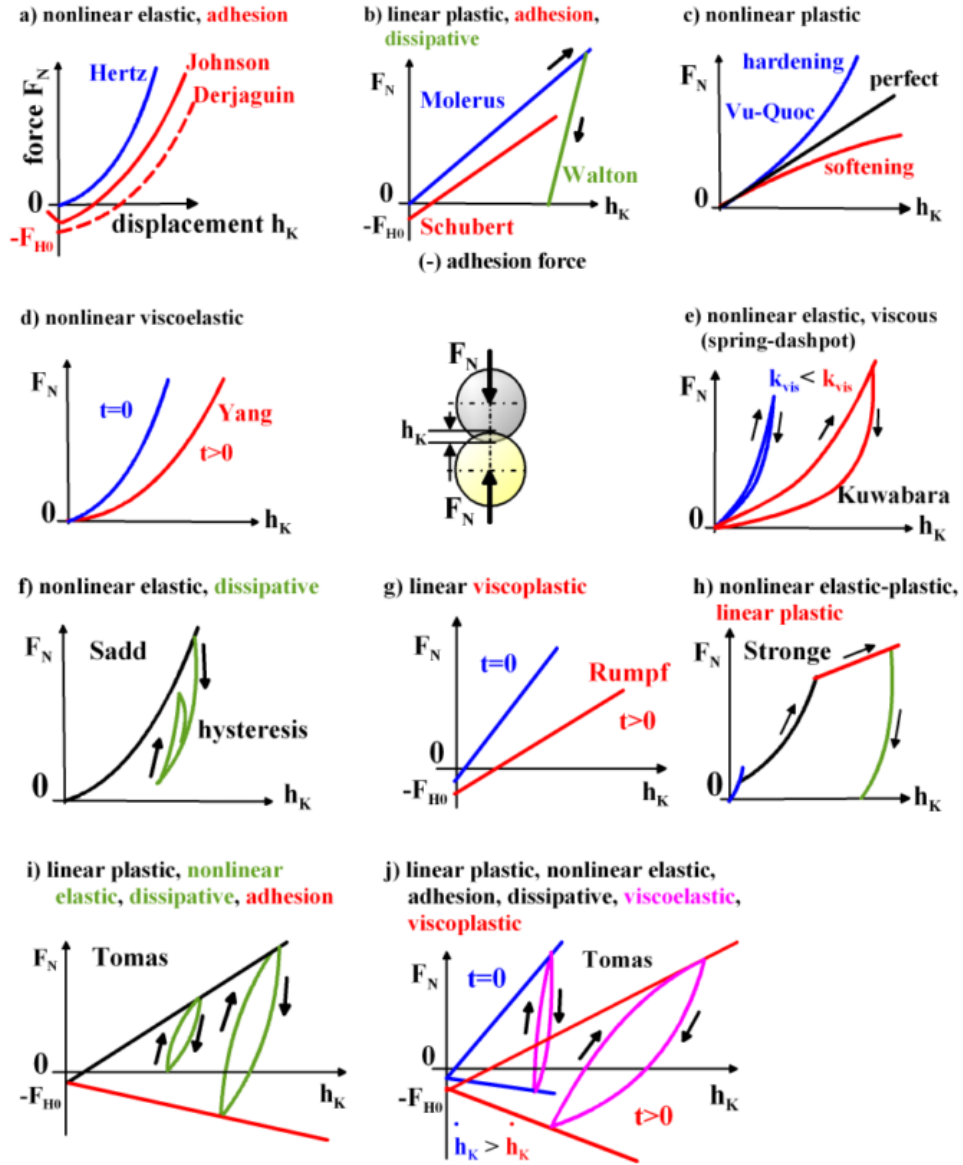 a) nonlinear elastic, adhesion
force F_N
Hertz
Johnson
Derjaguin
0
displacement h_K
-F_H0
b) linear plastic, adhesion,
dissipative
F_N
Molerus
Walton
0
h_K
-F_H0
Schubert
(-) adhesion force
c) nonlinear plastic
F_N
hardening
perfect
Vu-Quoc
softening
0
h_K
d) nonlinear viscoelastic
F_N
t=0
Yang
t>0
0
h_K
F_N
h_K
F_N
e) nonlinear elastic, viscous
(spring-dashpot)
F_N
k_vis < k_vis
Kuwabara
0
h_K
f) nonlinear elastic, dissipative
F_N
Sadd
hysteresis
0
h_K
g) linear viscoplastic
F_N
t=0
Rumpf
t>0
0
-F_H0
h_K
h) nonlinear elastic-plastic,
linear plastic
F_N
Stronge
0
h_K
i) linear plastic, nonlinear
elastic, dissipative, adhesion
F_N
Tomas
0
-F_H0
h_K
j) linear plastic, nonlinear elastic,
adhesion, dissipative, viscoelastic,
viscoplastic
F_N
t=0
Tomas
0
-F_H0
h_K
t>0
ḣ_K > ḣ_K